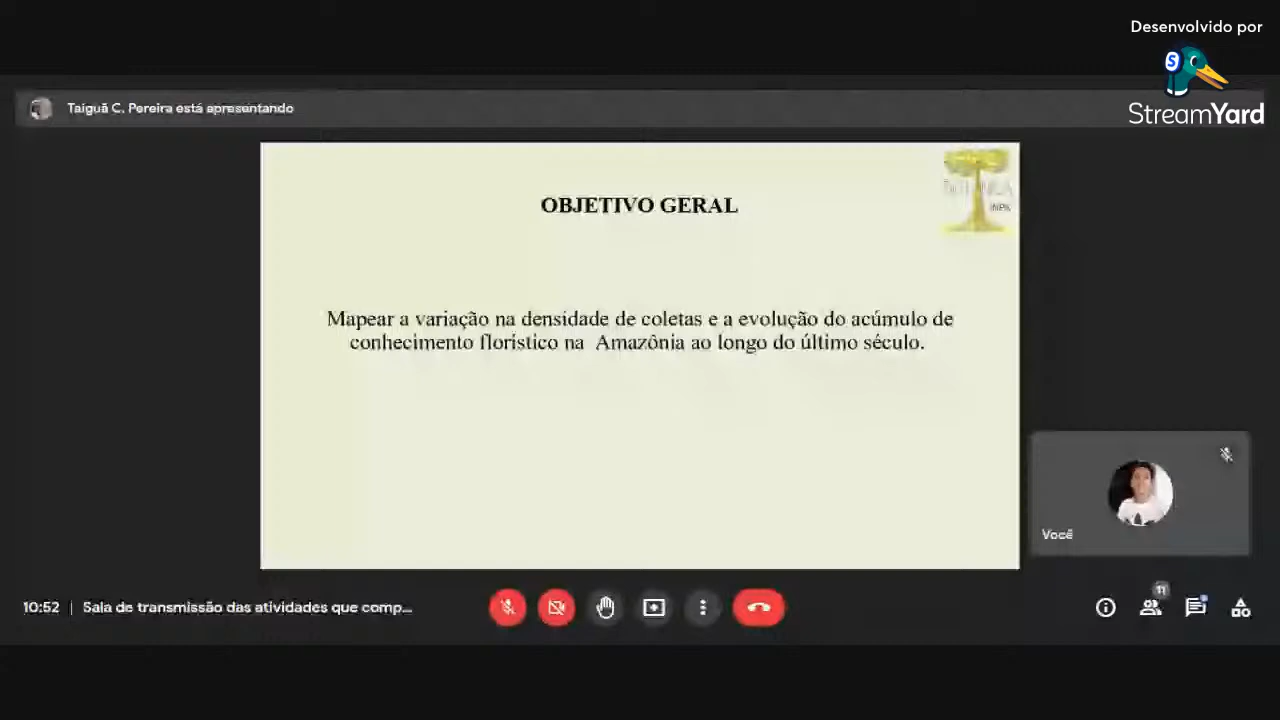 Desenvolvido por
StreamYard
Taiguã C. Pereira está apresentando
INPA
OBJETIVO GERAL
Mapear a variação na densidade de coletas e a evolução do acúmulo de
conhecimento florístico na Amazônia ao longo do último século.
Você
10:52 | Sala de transmissão das atividades que comp...
11